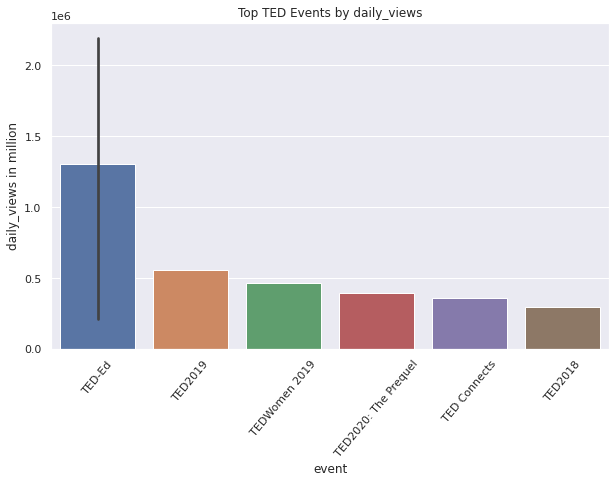 Top TED Events by daily_views
1e6
2.0
1.5
1.0
0.5
0.0
daily_views in million
TED-Ed
TED2019
TEDWomen 2019
TED2020: The Prequel
TED Connects
TED2018
event